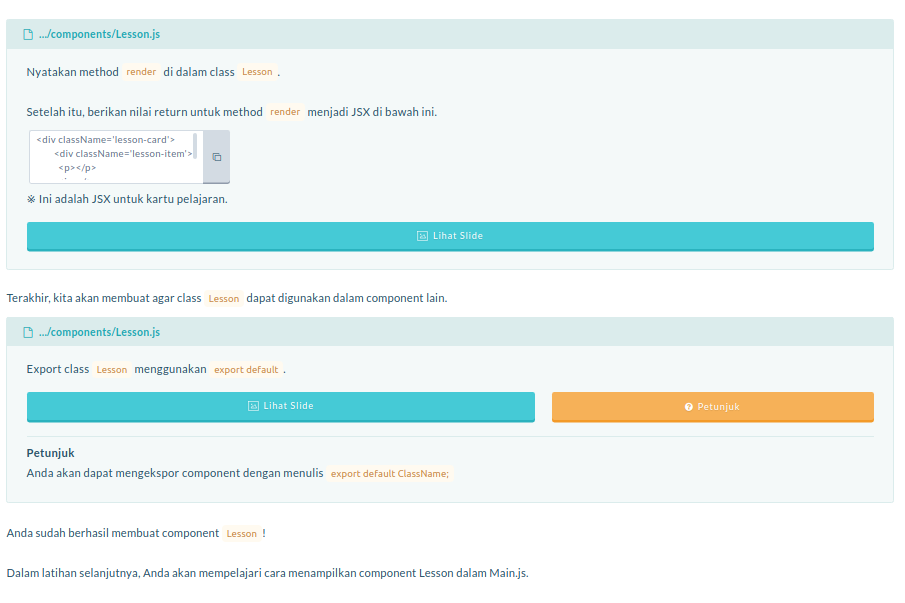 .../components/Lesson.js
Nyatakan method render di dalam class Lesson .
Setelah itu, berikan nilai return untuk method render menjadi JSX di bawah ini.
<div className='lesson-card'>
<div className='lesson-item'>
<p></p>
※ Ini adalah JSX untuk kartu pelajaran.
Lihat Slide
Terakhir, kita akan membuat agar class Lesson dapat digunakan dalam component lain.
.../components/Lesson.js
Export class Lesson menggunakan export default .
Lihat Slide Petunjuk
Petunjuk
Anda akan dapat mengekspor component dengan menulis export default ClassName;
Anda sudah berhasil membuat component Lesson !
Dalam latihan selanjutnya, Anda akan mempelajari cara menampilkan component Lesson dalam Main.js.